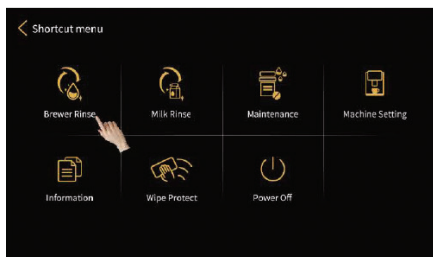 Shortcut menu
Brewer Rinse
Milk Rinse
Maintenance
Machine Setting
Information
Wipe Protect
Power Off